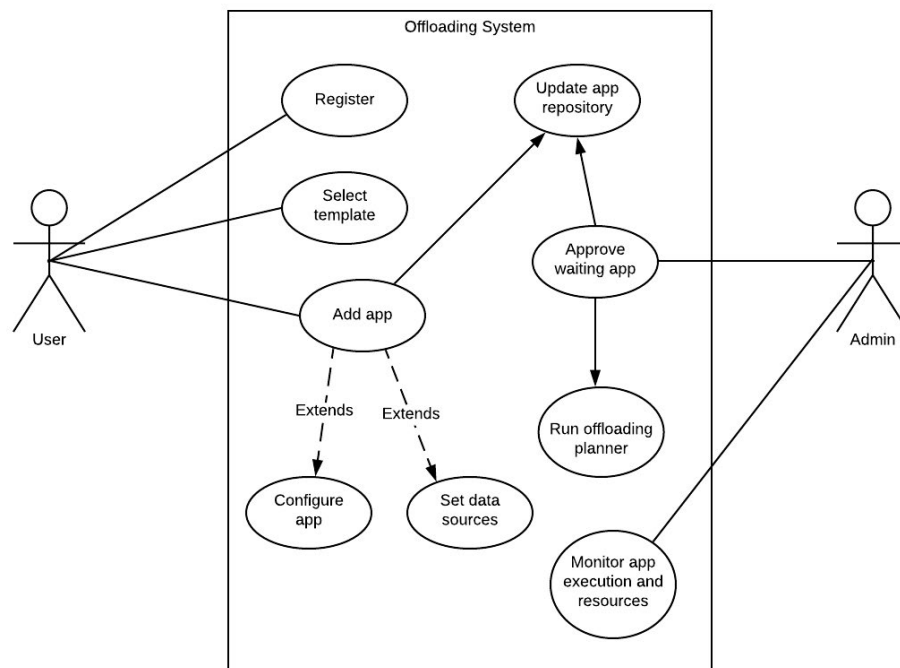 Offloading System
Register
Update app
repository
Select
template
Approve
waiting app
Add app
User
Admin
Extends
Extends
Run offloading
planner
Configure
app
Set data
sources
Monitor app
execution and
resources